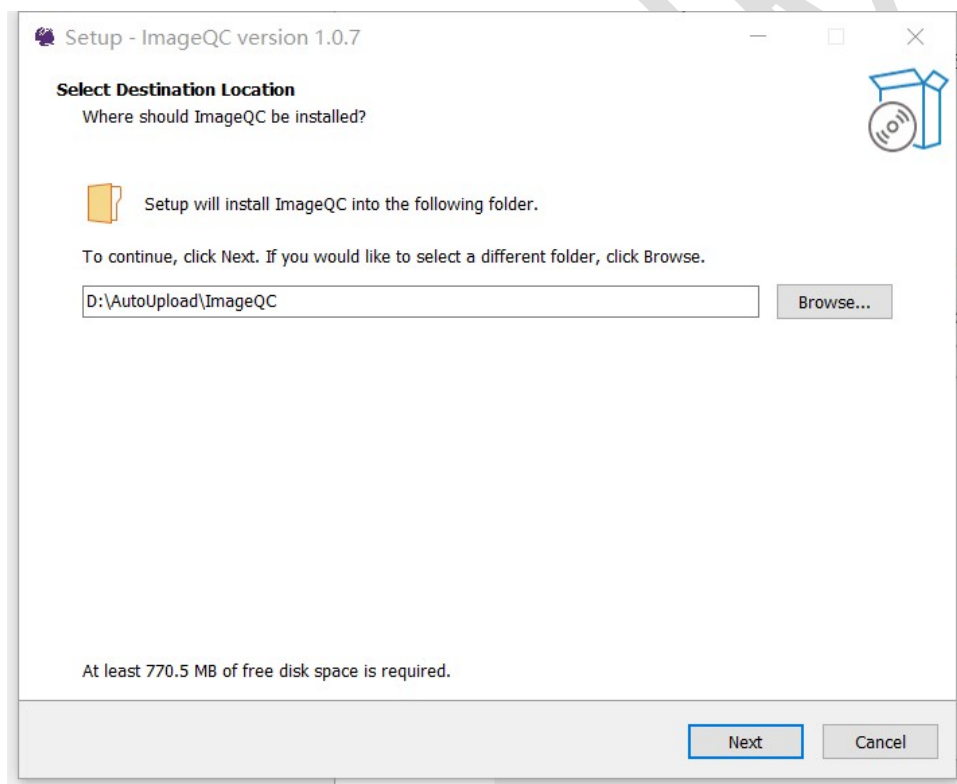 Setup - ImageQC version 1.0.7
Select Destination Location
Where should ImageQC be installed?
Setup will install ImageQC into the following folder.
To continue, click Next. If you would like to select a different folder, click Browse.
D:\AutoUpload\ImageQC
Browse...
At least 770.5 MB of free disk space is required.
Next
Cancel